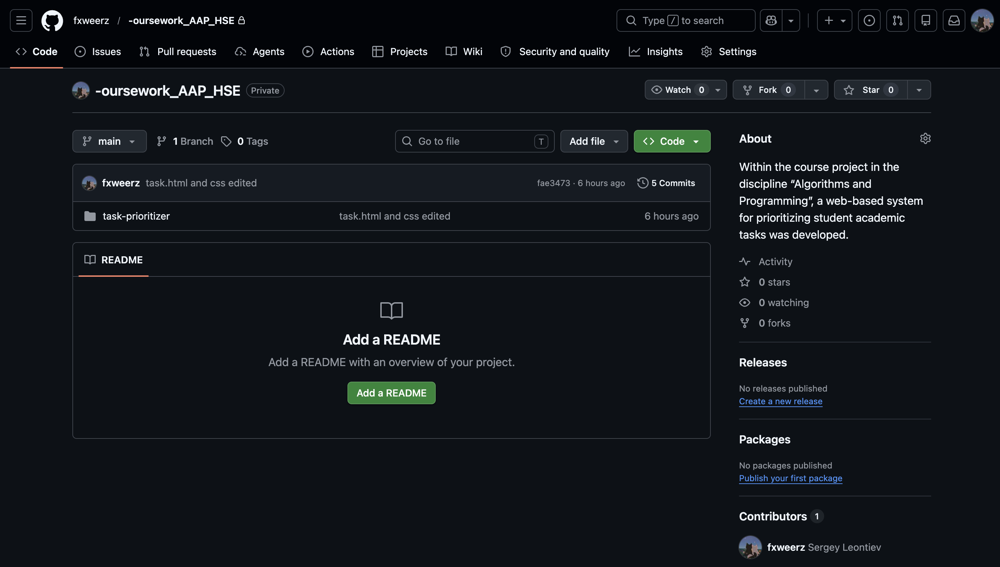 fxweerz / -oursework_AAP_HSE
Type / to search
Code Issues Pull requests Agents Actions Projects Wiki Security and quality Insights Settings
-oursework_AAP_HSE Private
Watch 0 Fork 0 Star 0
main 1 Branch 0 Tags
Go to file T Add file Code
fxweerz task.html and css edited fae3473 · 6 hours ago 5 Commits
task-prioritizer task.html and css edited 6 hours ago
README
Add a README
Add a README with an overview of your project.
Add a README
About
Within the course project in the
discipline “Algorithms and
Programming”, a web-based system
for prioritizing student academic
tasks was developed.
Activity
0 stars
0 watching
0 forks
Releases
No releases published
Create a new release
Packages
No packages published
Publish your first package
Contributors 1
fxweerz Sergey Leontiev